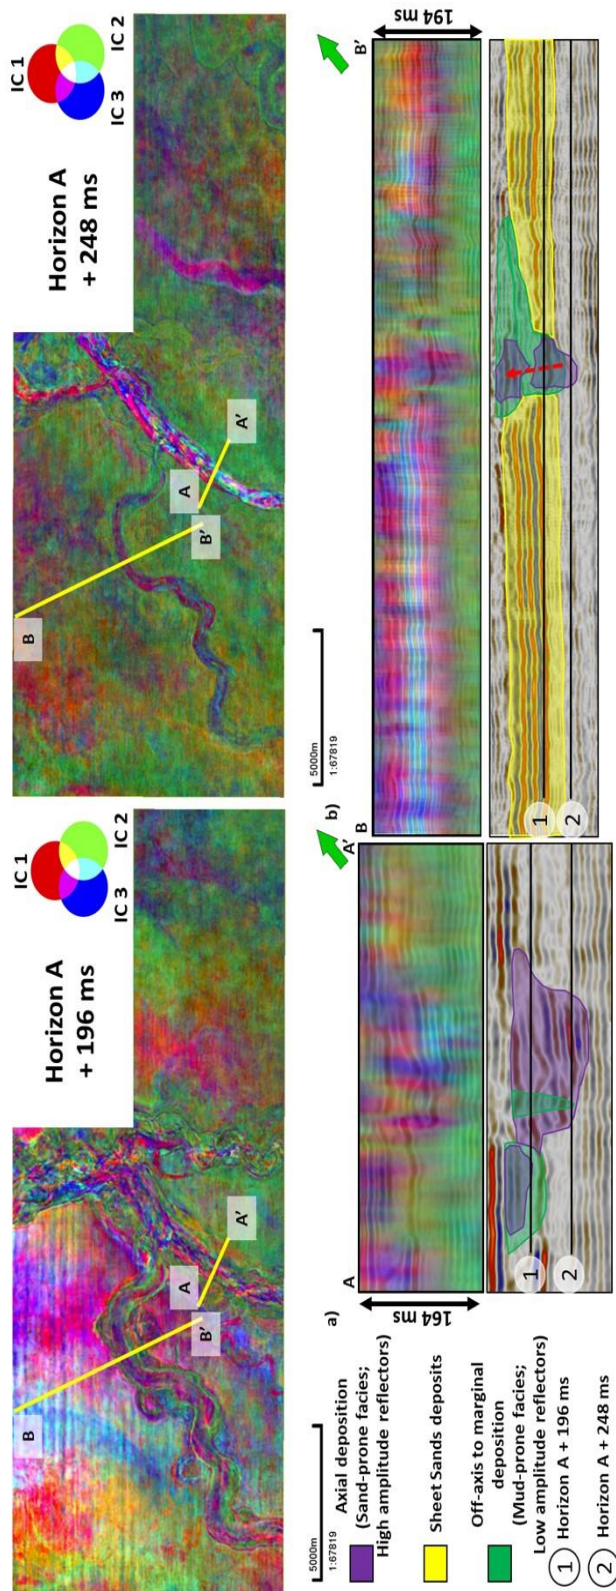 Horizon A
+ 196 ms
IC 1
IC 2
IC 3
B
A
B'
A'
5000m
1:67819
Horizon A
+ 248 ms
IC 1
IC 2
IC 3
B
A
B'
A'
5000m
1:67819
Axial deposition
(Sand-prone facies;
High amplitude reflectors)
Sheet Sands deposits
Off-axis to marginal
deposition
(Mud-prone facies;
Low amplitude reflectors)
1 Horizon A + 196 ms
2 Horizon A + 248 ms
a)
A
A'
164 ms
1
2
b)
B
B'
194 ms
1
2